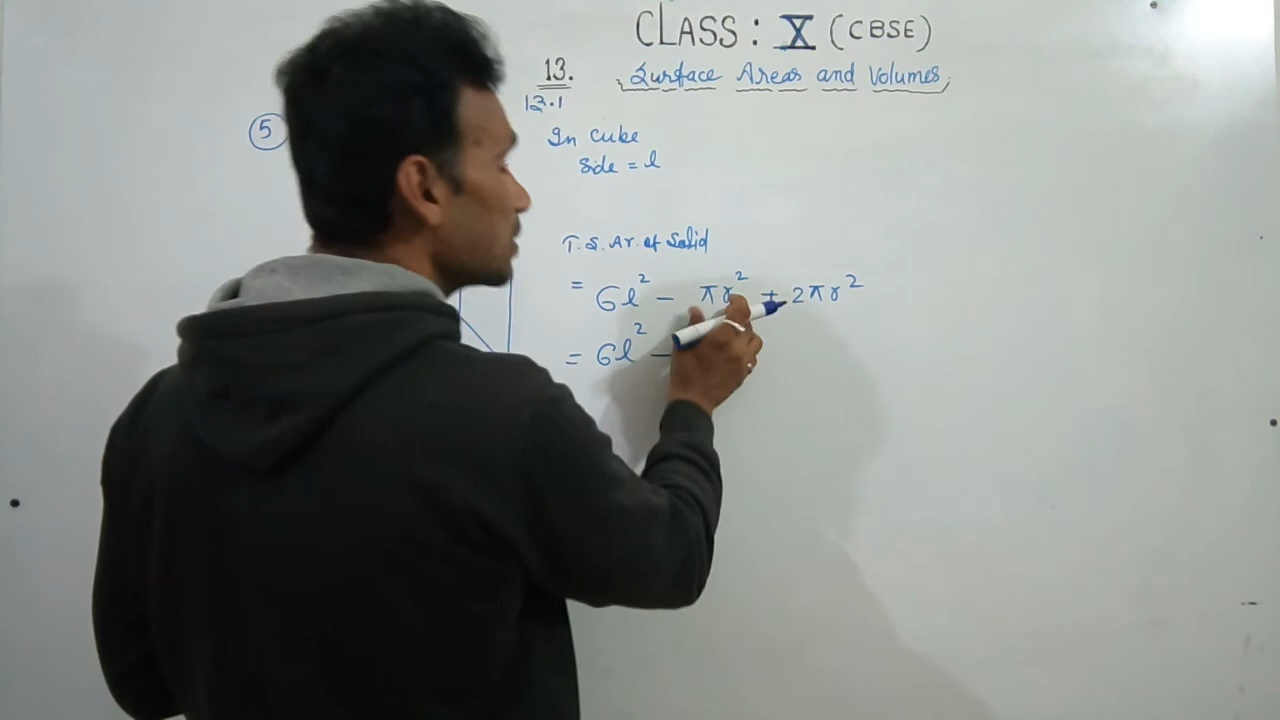 CLASS : X (CBSE)
13. Surface Areas and Volumes
13.1
5
In Cube
Side = l
T. S. Ar. of Solid
= 6l² - πr² + 2πr²
= 6l² -